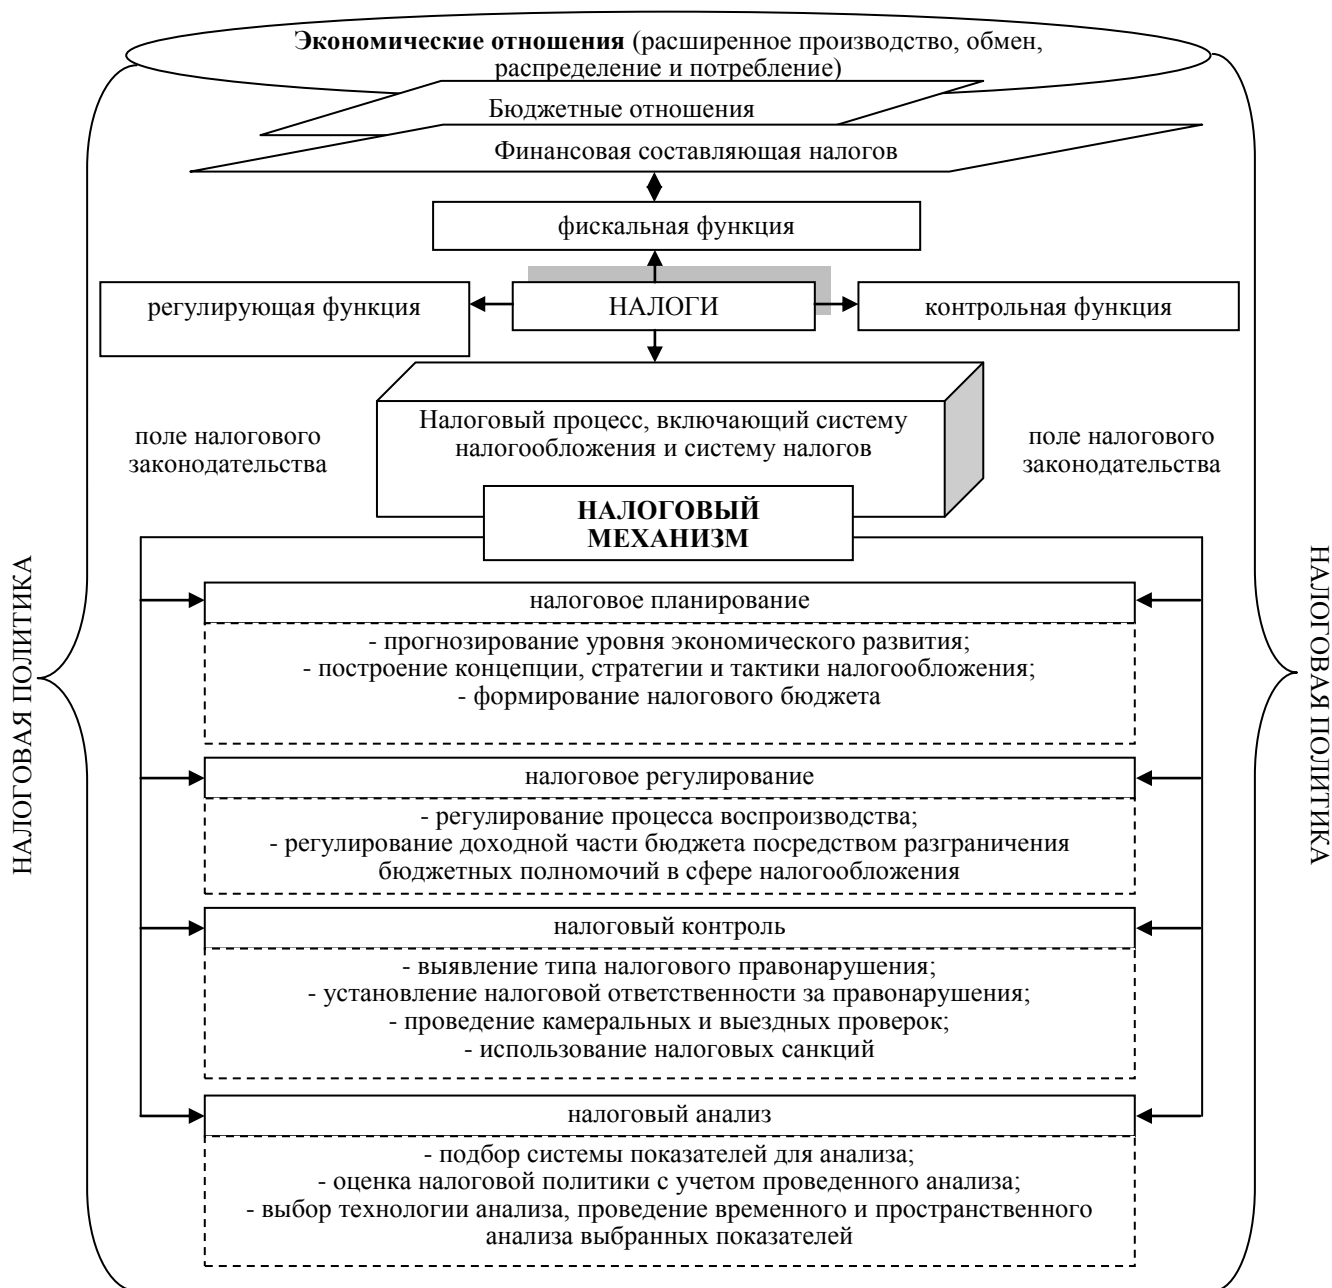 Экономические отношения (расширенное производство, обмен,
распределение и потребление)
Бюджетные отношения
Финансовая составляющая налогов
фискальная функция
регулирующая функция
НАЛОГИ
контрольная функция
Налоговый процесс, включающий систему
налогообложения и систему налогов
поле налогового
законодательства
поле налогового
законодательства
НАЛОГОВЫЙ
МЕХАНИЗМ
НАЛОГОВАЯ ПОЛИТИКА
НАЛОГОВАЯ ПОЛИТИКА
налоговое планирование
- прогнозирование уровня экономического развития;
- построение концепции, стратегии и тактики налогообложения;
- формирование налогового бюджета
налоговое регулирование
- регулирование процесса воспроизводства;
- регулирование доходной части бюджета посредством разграничения
бюджетных полномочий в сфере налогообложения
налоговый контроль
- выявление типа налогового правонарушения;
- установление налоговой ответственности за правонарушения;
- проведение камеральных и выездных проверок;
- использование налоговых санкций
налоговый анализ
- подбор системы показателей для анализа;
- оценка налоговой политики с учетом проведенного анализа;
- выбор технологии анализа, проведение временного и пространственного
анализа выбранных показателей